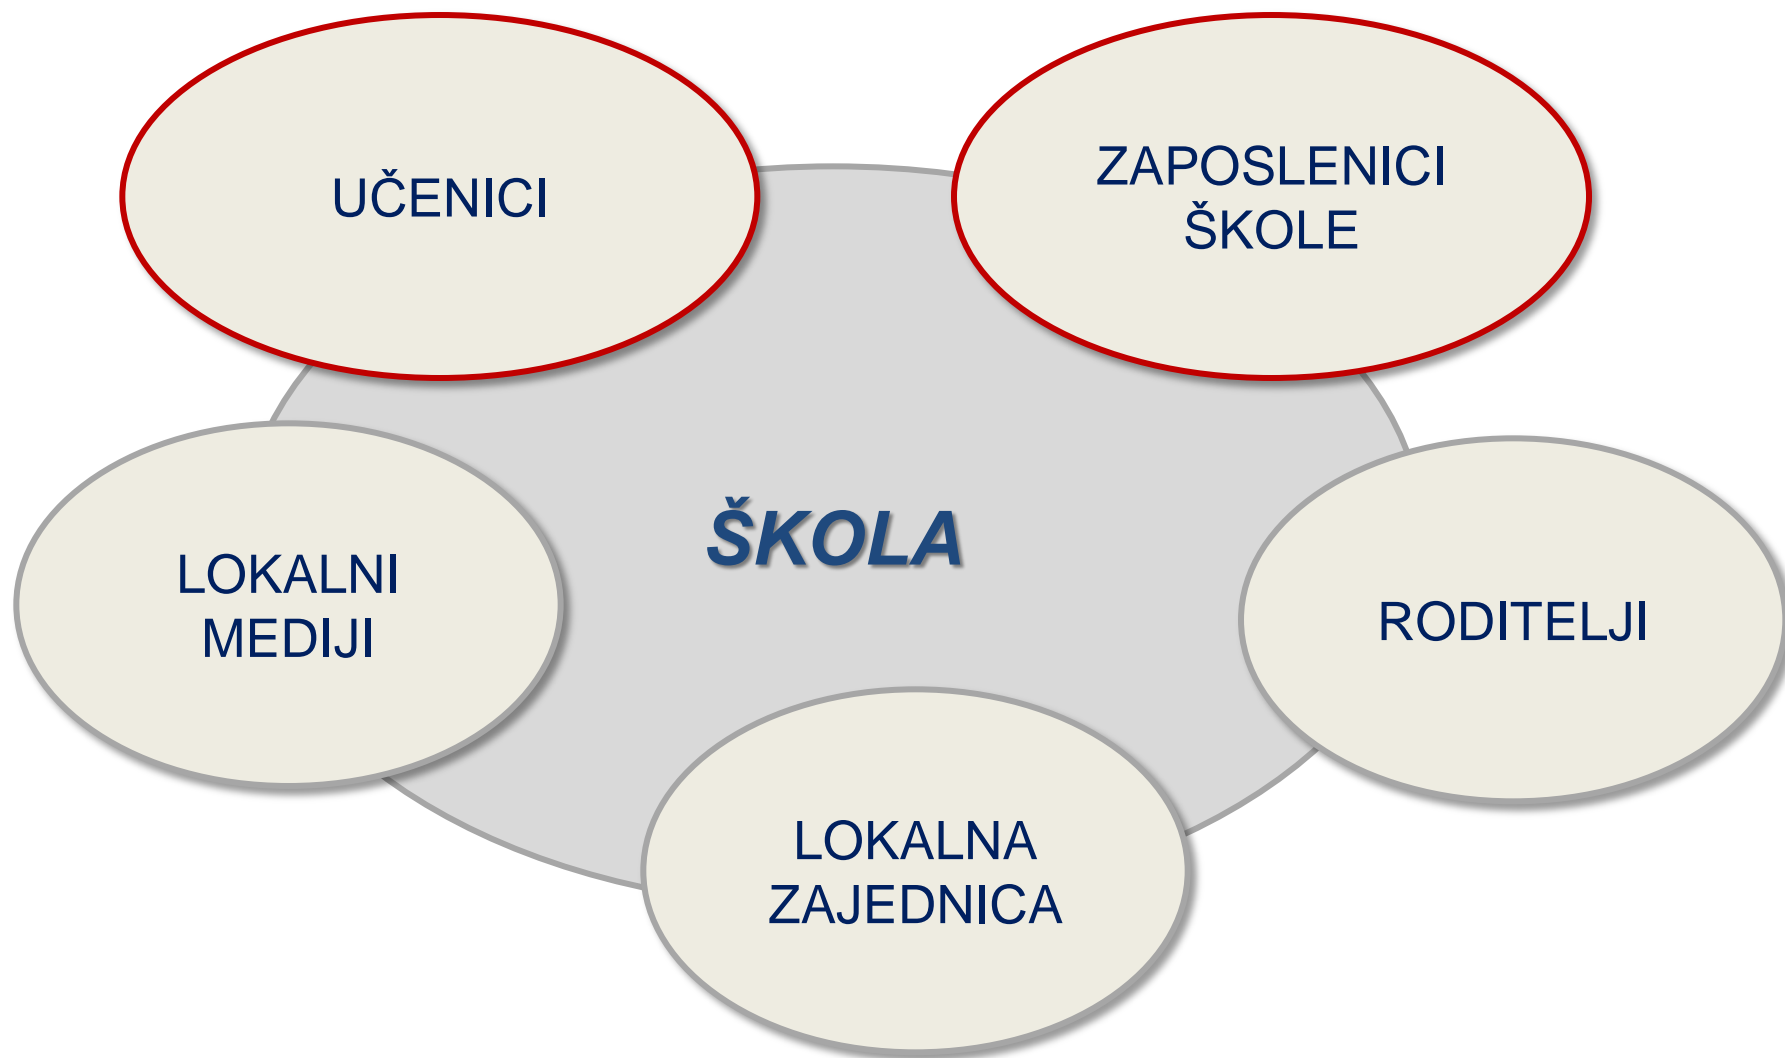 UČENICI
ZAPOSLENICI
ŠKOLE
ŠKOLA
LOKALNI
MEDIJI
RODITELJI
LOKALNA
ZAJEDNICA